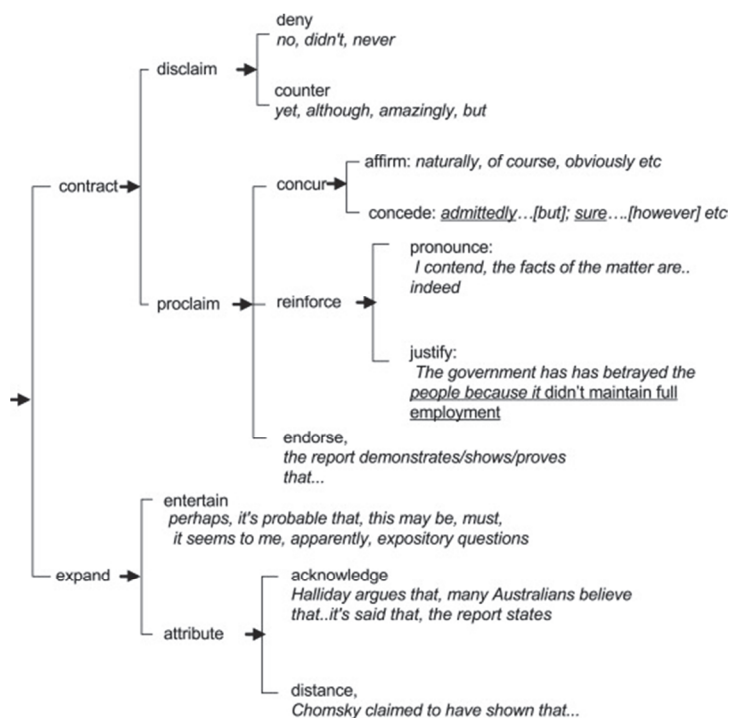 deny
no, didn't, never
disclaim
counter
yet, although, amazingly, but
affirm: naturally, of course, obviously etc
contract
concur
concede: admittedly…[but]; sure….[however] etc
pronounce:
I contend, the facts of the matter are..
indeed
proclaim
reinforce
justify:
The government has has betrayed the
people because it didn't maintain full
employment
endorse,
the report demonstrates/shows/proves
that...
entertain
perhaps, it's probable that, this may be, must,
it seems to me, apparently, expository questions
expand
acknowledge
Halliday argues that, many Australians believe
that..it's said that, the report states
attribute
distance,
Chomsky claimed to have shown that...